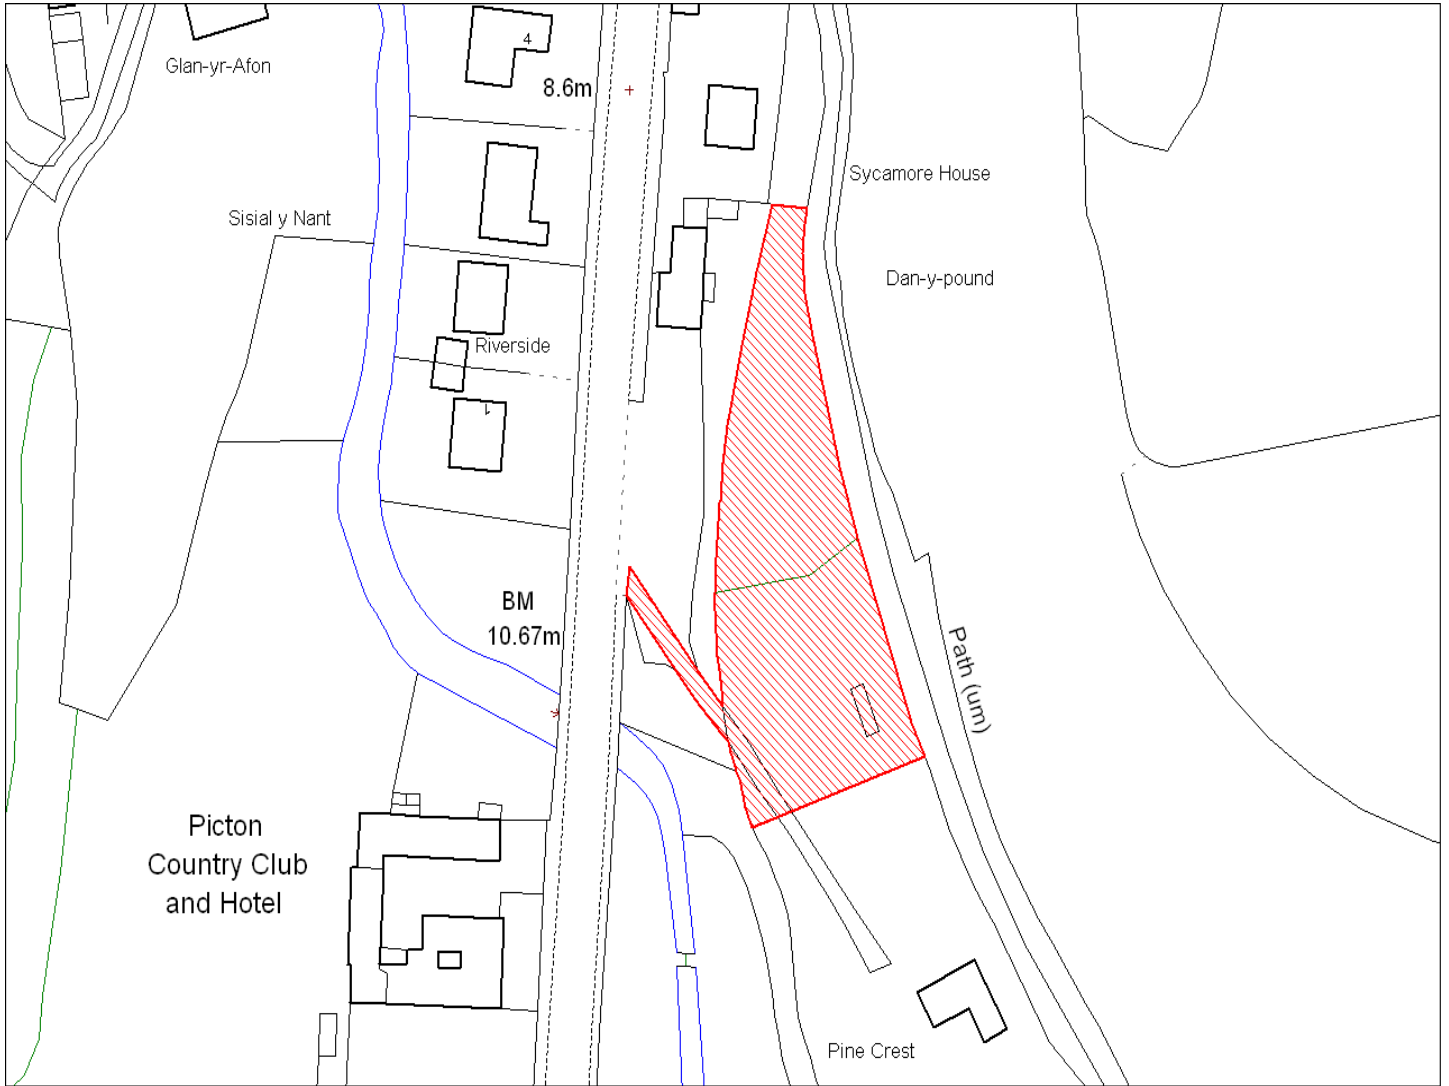 4
Glan-yr-Afon
8.6m
Sycamore House
Sisial y Nant
Dan-y-pound
Riverside
1
BM
10.67m
Path (um)
Picton
Country Club
and Hotel
Pine Crest